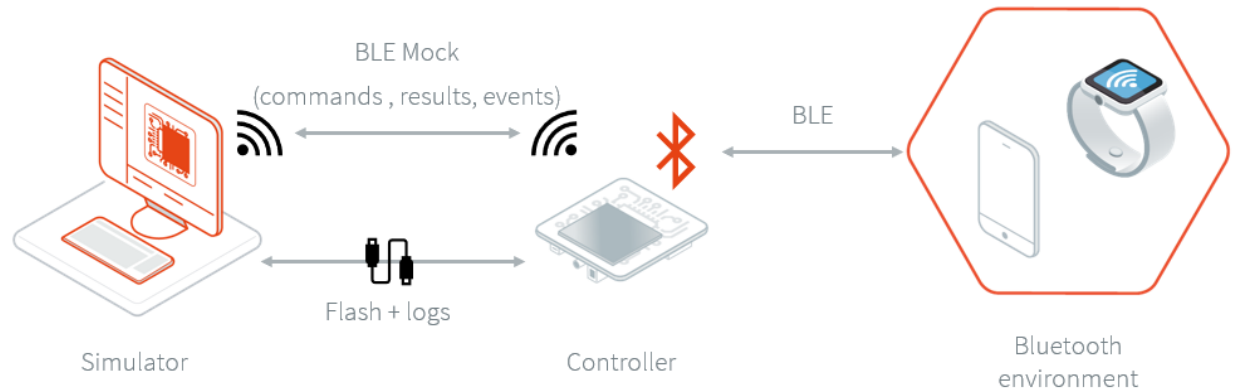 BLE Mock
(commands , results, events)
BLE
Flash + logs
Simulator
Controller
Bluetooth
environment